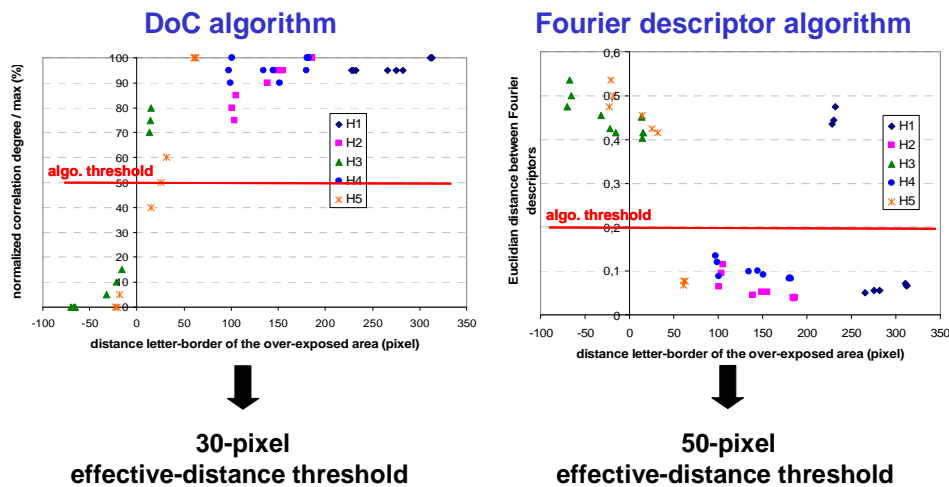 DoC algorithm
normalized correlation degree / max (%)
100
90
80
70
60
50
40
30
20
10
0
-100 -50 0 50 100 150 200 250 300 350
algo. threshold
H1
H2
H3
H4
H5
distance letter-border of the over-exposed area (pixel)
30-pixel
effective-distance threshold
Fourier descriptor algorithm
Euclidian distance between Fourier
descriptors
0,6
0,5
0,4
0,3
0,2
0,1
0
-100 -50 0 50 100 150 200 250 300 350
algo. threshold
H1
H2
H3
H4
H5
distance letter-border of the over-exposed area (pixel)
50-pixel
effective-distance threshold